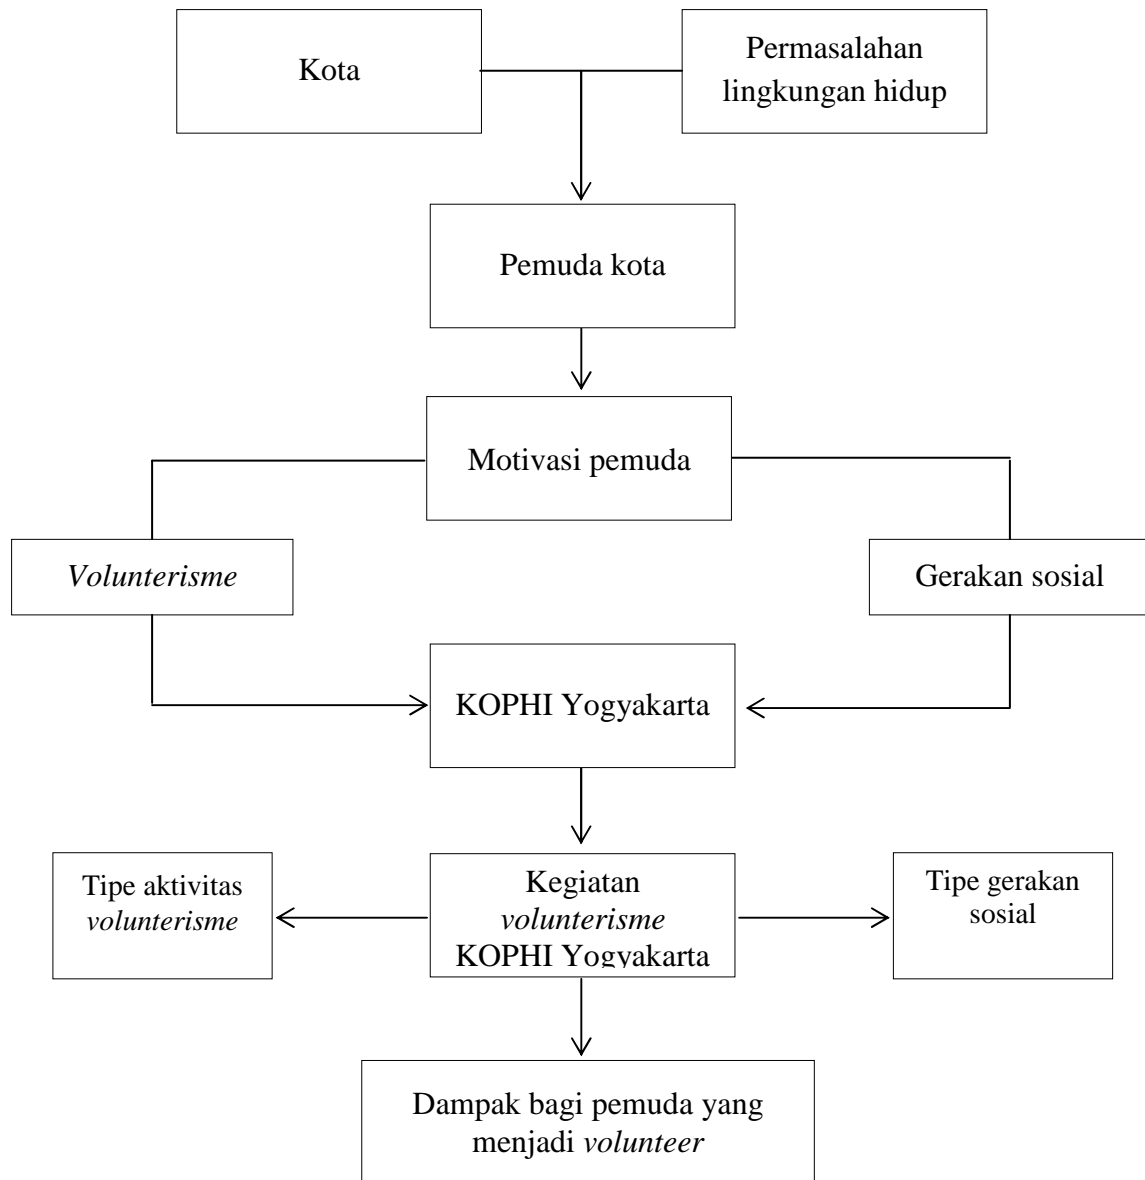 Kota
Permasalahan
lingkungan hidup
Pemuda kota
Motivasi pemuda
Volunterisme
Gerakan sosial
KOPHI Yogyakarta
Tipe aktivitas
volunterisme
Kegiatan
volunterisme
KOPHI Yogyakarta
Tipe gerakan
sosial
Dampak bagi pemuda yang
menjadi volunteer